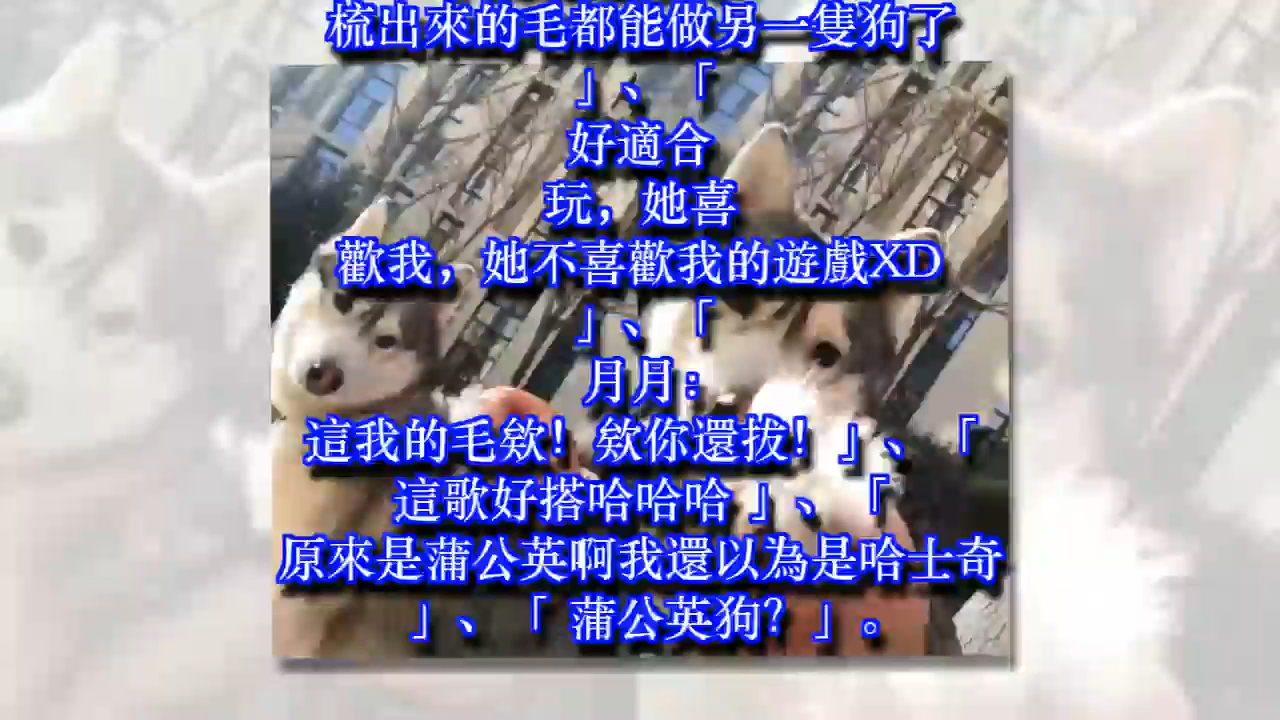 梳出來的毛都能做另一隻狗了
」、「
好適合
玩，她喜
歡我，她不喜歡我的遊戲XD
」、「
月月：
這我的毛欸！欸你還拔！」、「
這歌好搭哈哈哈 」、「
原來是蒲公英啊我還以為是哈士奇
」、「 蒲公英狗？」。